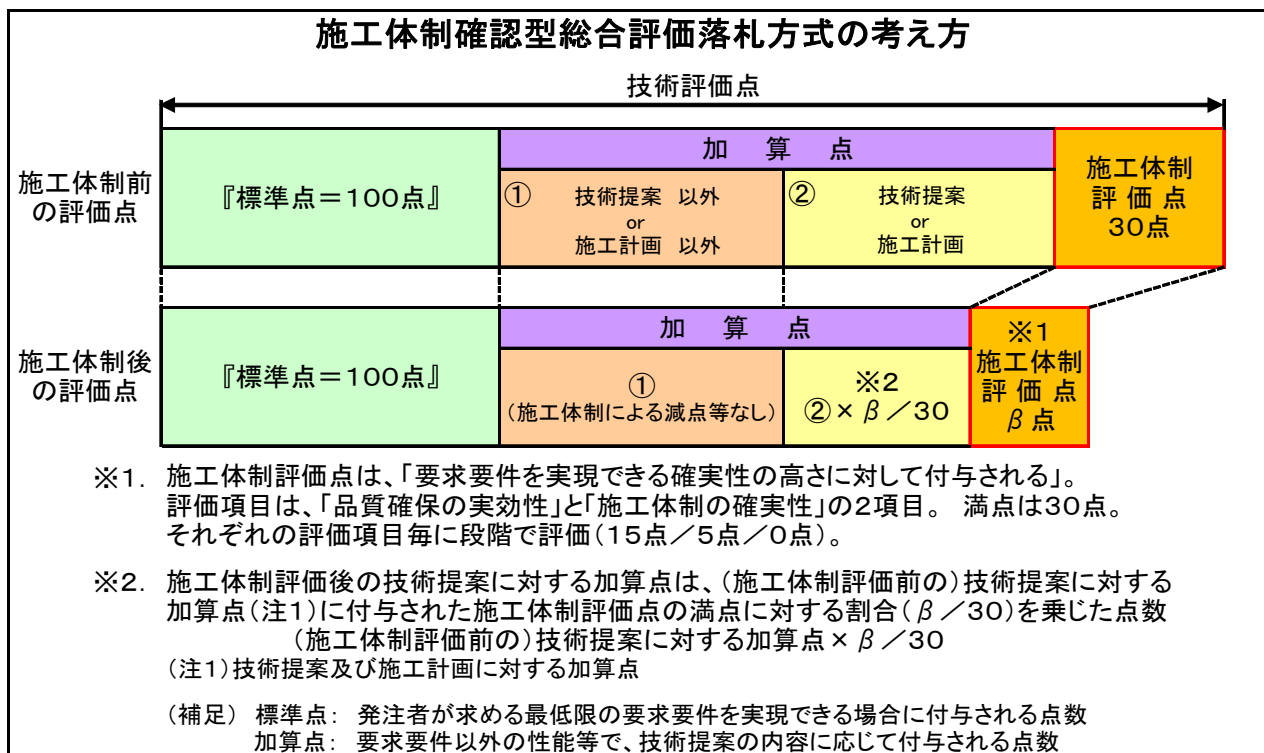 施工体制確認型総合評価落札方式の考え方
技術評価点
施工体制前
の評価点
『標準点＝100点』
加　算　点
① 技術提案 以外
or
施工計画 以外
② 技術提案
or
施工計画
施工体制
評 価 点
30点
施工体制後
の評価点
『標準点＝100点』
加　算　点
①
（施工体制による減点等なし）
※2
②×β／30
※1
施工体制
評 価 点
β点
※1. 施工体制評価点は、「要求要件を実現できる確実性の高さに対して付与される」。
評価項目は、「品質確保の実効性」と「施工体制の確実性」の2項目。 満点は30点。
それぞれの評価項目毎に段階で評価（15点／5点／0点）。
※2. 施工体制評価後の技術提案に対する加算点は、（施工体制評価前の）技術提案に対する
加算点（注1）に付与された施工体制評価点の満点に対する割合（β／30）を乗じた点数
（施工体制評価前の）技術提案に対する加算点×β／30
（注1）技術提案及び施工計画に対する加算点
（補足） 標準点： 発注者が求める最低限の要求要件を実現できる場合に付与される点数
加算点： 要求要件以外の性能等で、技術提案の内容に応じて付与される点数